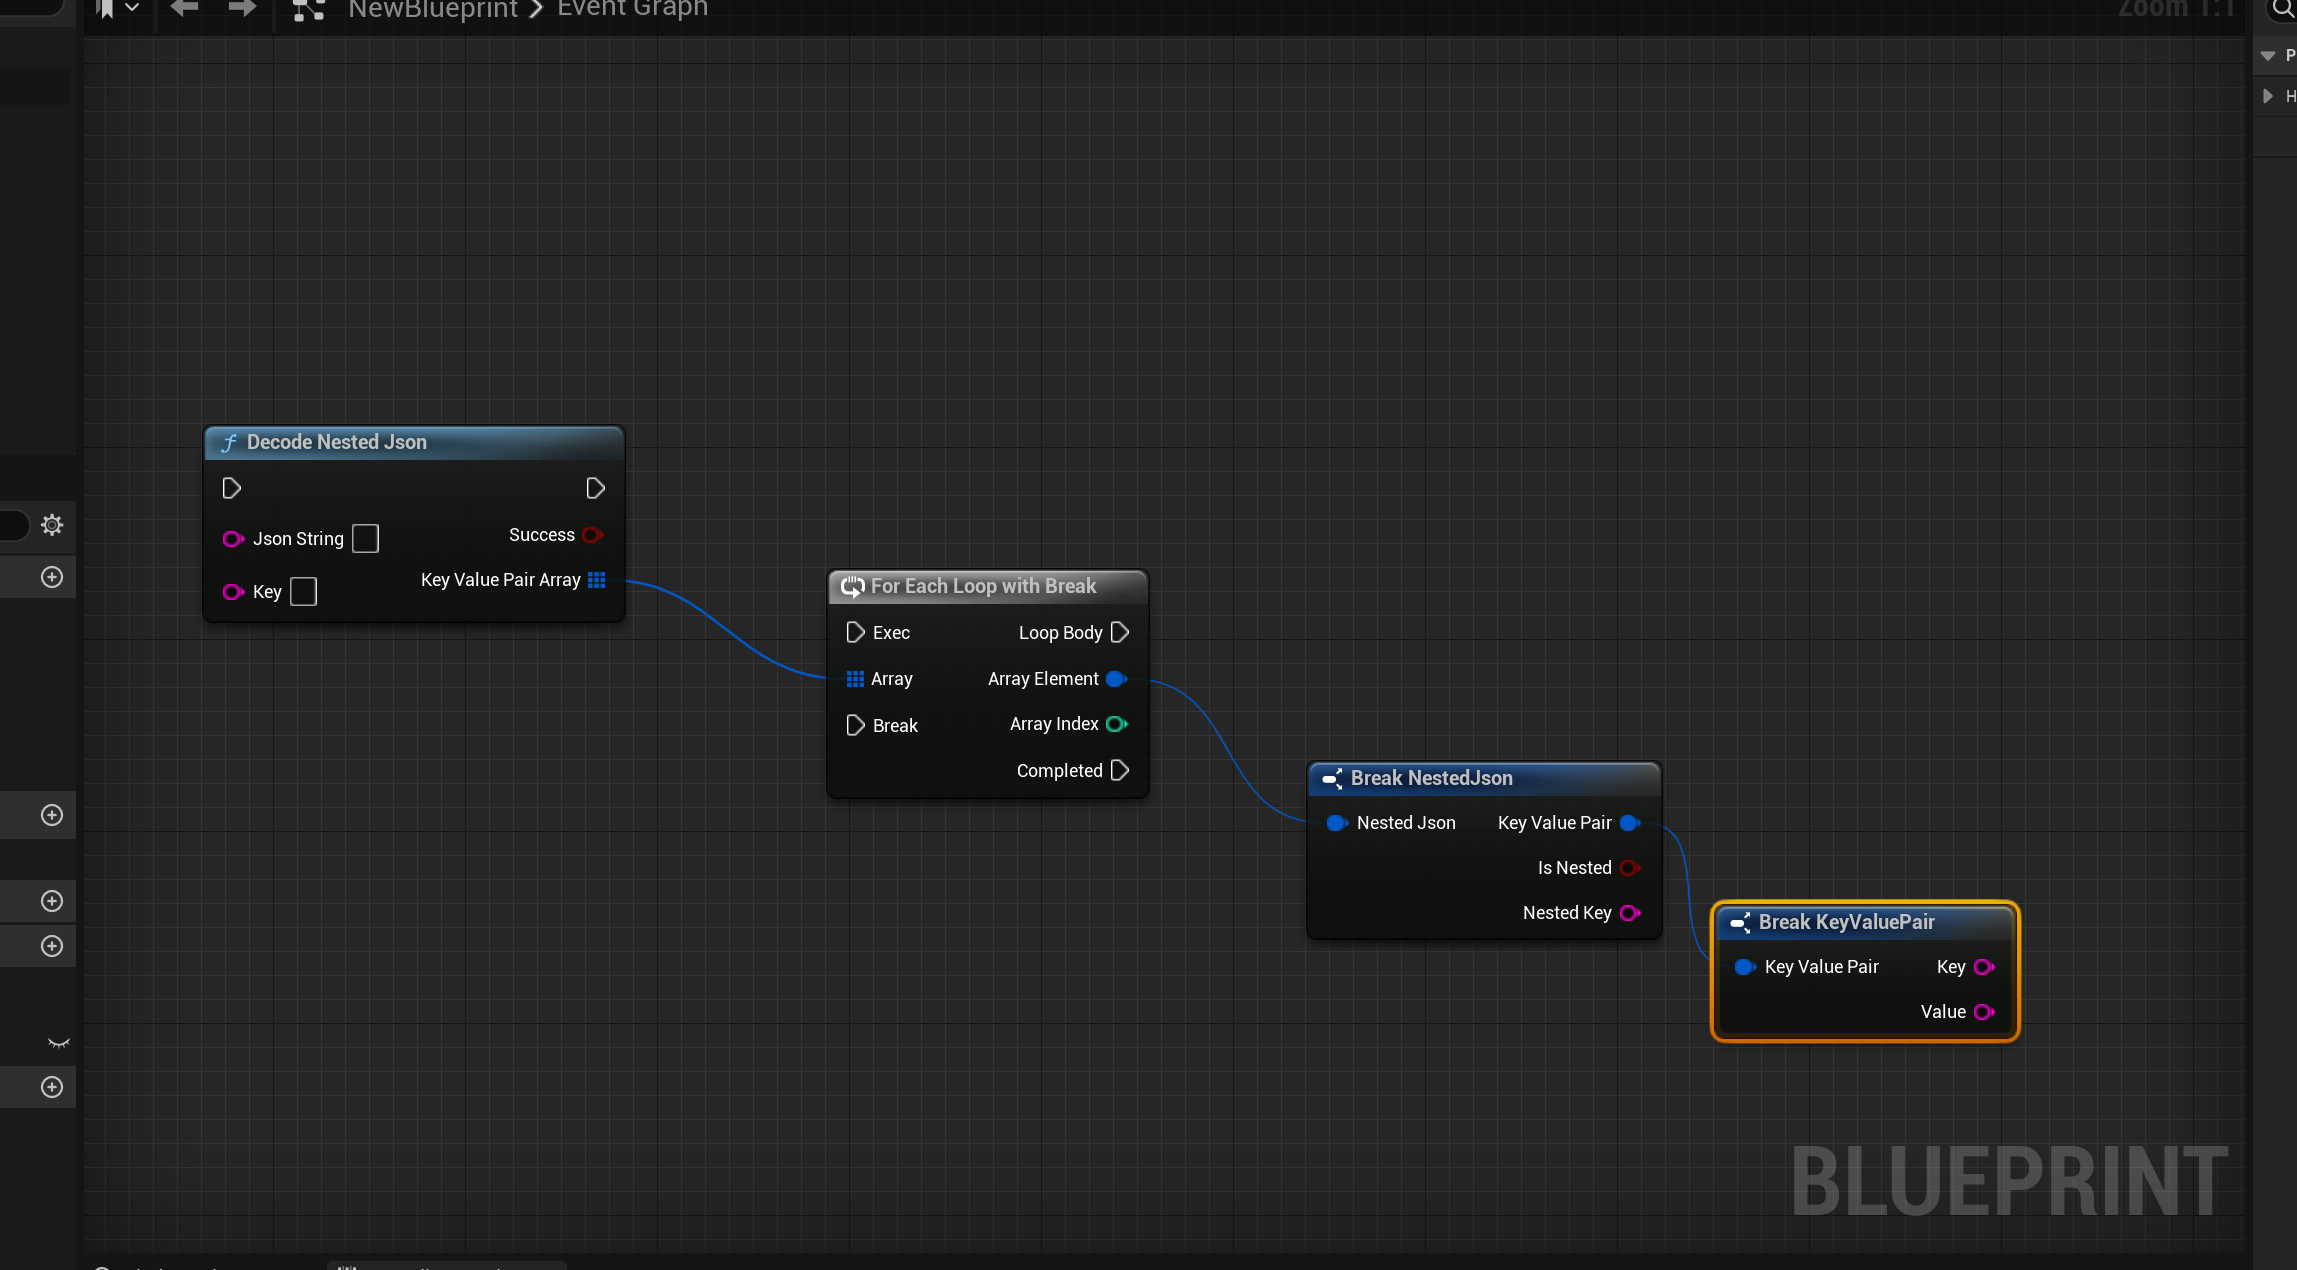 NewBlueprint > Event Graph
Zoom 1:1
P
H
Decode Nested Json
Json String
Success
Key
Key Value Pair Array
For Each Loop with Break
Exec
Loop Body
Array
Array Element
Break
Array Index
Completed
Break NestedJson
Nested Json
Key Value Pair
Is Nested
Nested Key
Break KeyValuePair
Key Value Pair
Key
Value
BLUEPRINT